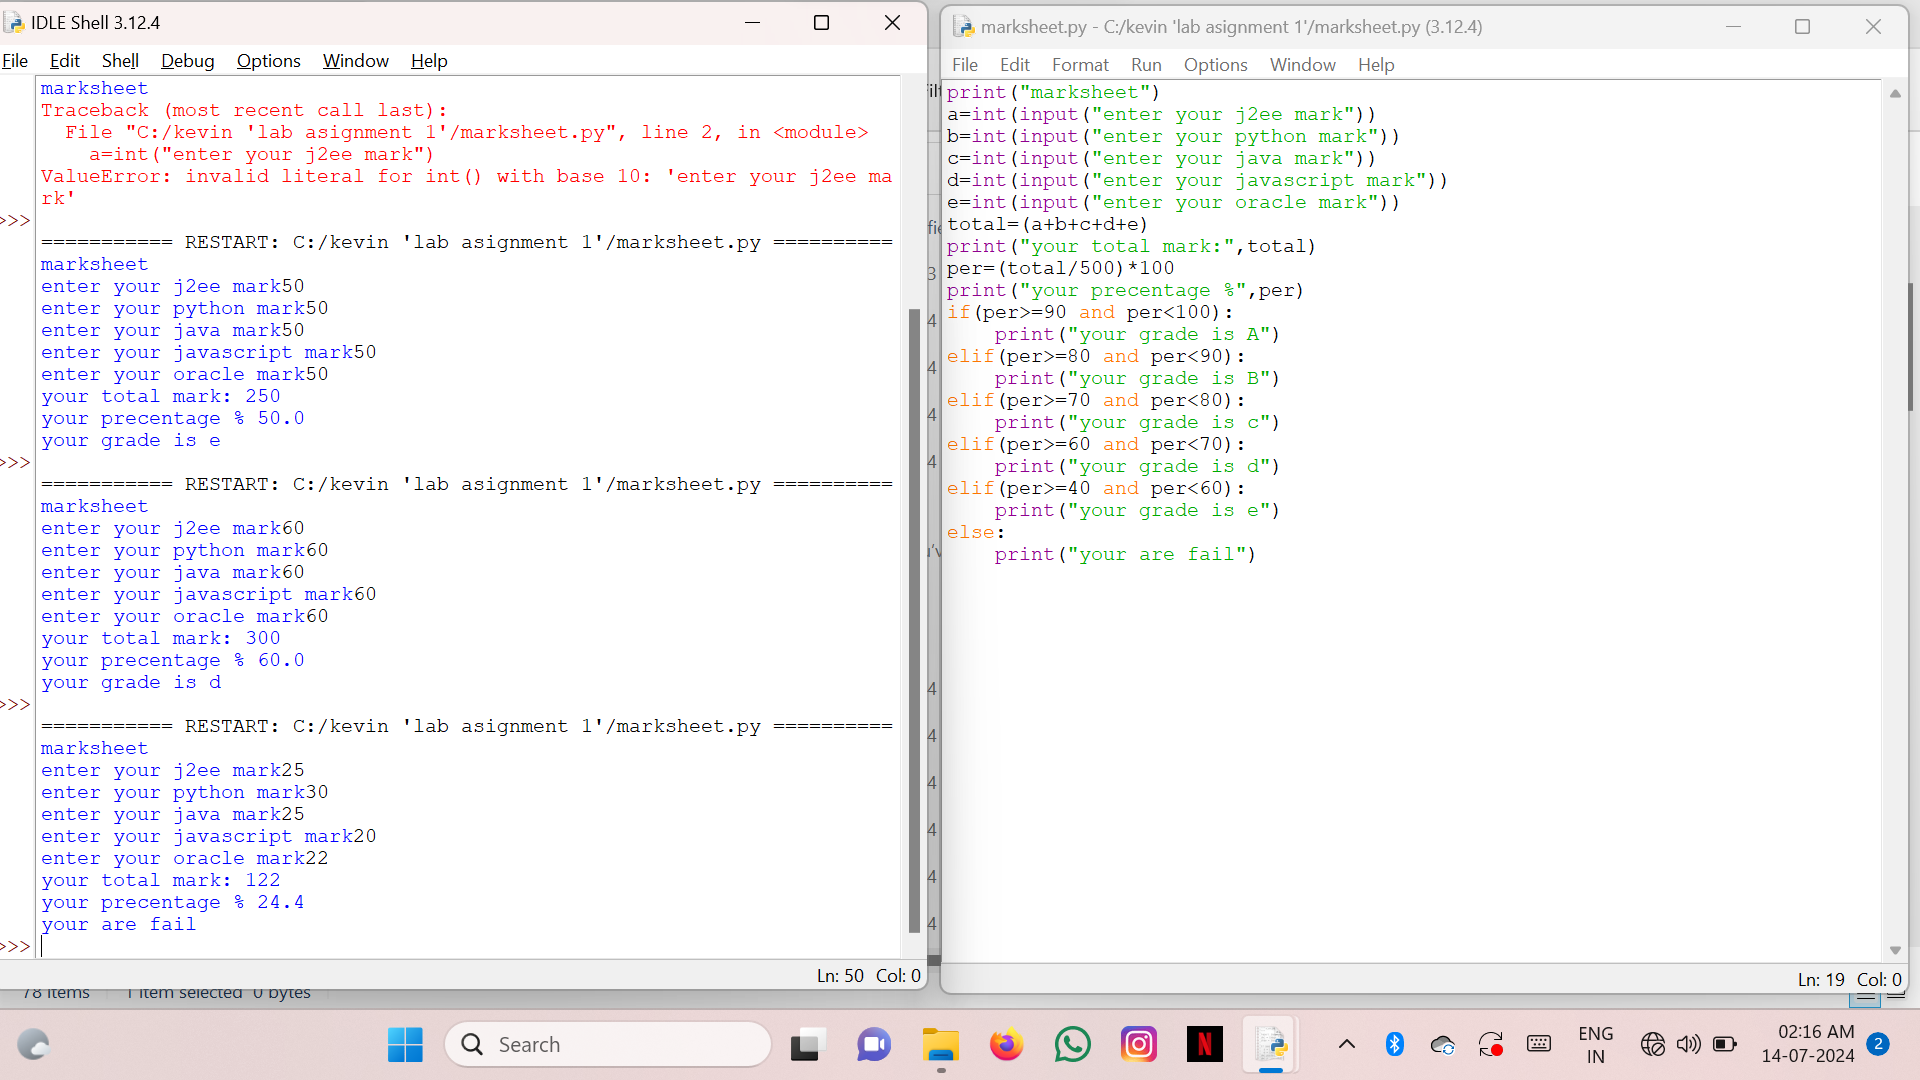 IDLE Shell 3.12.4
File Edit Shell Debug Options Window Help
marksheet
Traceback (most recent call last):
  File "C:/kevin 'lab asignment 1'/marksheet.py", line 2, in <module>
    a=int("enter your j2ee mark")
ValueError: invalid literal for int() with base 10: 'enter your j2ee ma
rk'
>>>
=========== RESTART: C:/kevin 'lab asignment 1'/marksheet.py ==========
marksheet
enter your j2ee mark50
enter your python mark50
enter your java mark50
enter your javascript mark50
enter your oracle mark50
your total mark: 250
your precentage % 50.0
your grade is e
>>>
=========== RESTART: C:/kevin 'lab asignment 1'/marksheet.py ==========
marksheet
enter your j2ee mark60
enter your python mark60
enter your java mark60
enter your javascript mark60
enter your oracle mark60
your total mark: 300
your precentage % 60.0
your grade is d
>>>
=========== RESTART: C:/kevin 'lab asignment 1'/marksheet.py ==========
marksheet
enter your j2ee mark25
enter your python mark30
enter your java mark25
enter your javascript mark20
enter your oracle mark22
your total mark: 122
your precentage % 24.4
your are fail
>>>
Ln: 50 Col: 0
marksheet.py - C:/kevin 'lab asignment 1'/marksheet.py (3.12.4)
File Edit Format Run Options Window Help
print("marksheet")
a=int(input("enter your j2ee mark"))
b=int(input("enter your python mark"))
c=int(input("enter your java mark"))
d=int(input("enter your javascript mark"))
e=int(input("enter your oracle mark"))
total=(a+b+c+d+e)
print("your total mark:",total)
per=(total/500)*100
print("your precentage %",per)
if(per>=90 and per<100):
    print("your grade is A")
elif(per>=80 and per<90):
    print("your grade is B")
elif(per>=70 and per<80):
    print("your grade is c")
elif(per>=60 and per<70):
    print("your grade is d")
elif(per>=40 and per<60):
    print("your grade is e")
else:
    print("your are fail")
Ln: 19 Col: 0
78 items 1 item selected 0 bytes
Search
ENG
IN
02:16 AM
14-07-2024
2